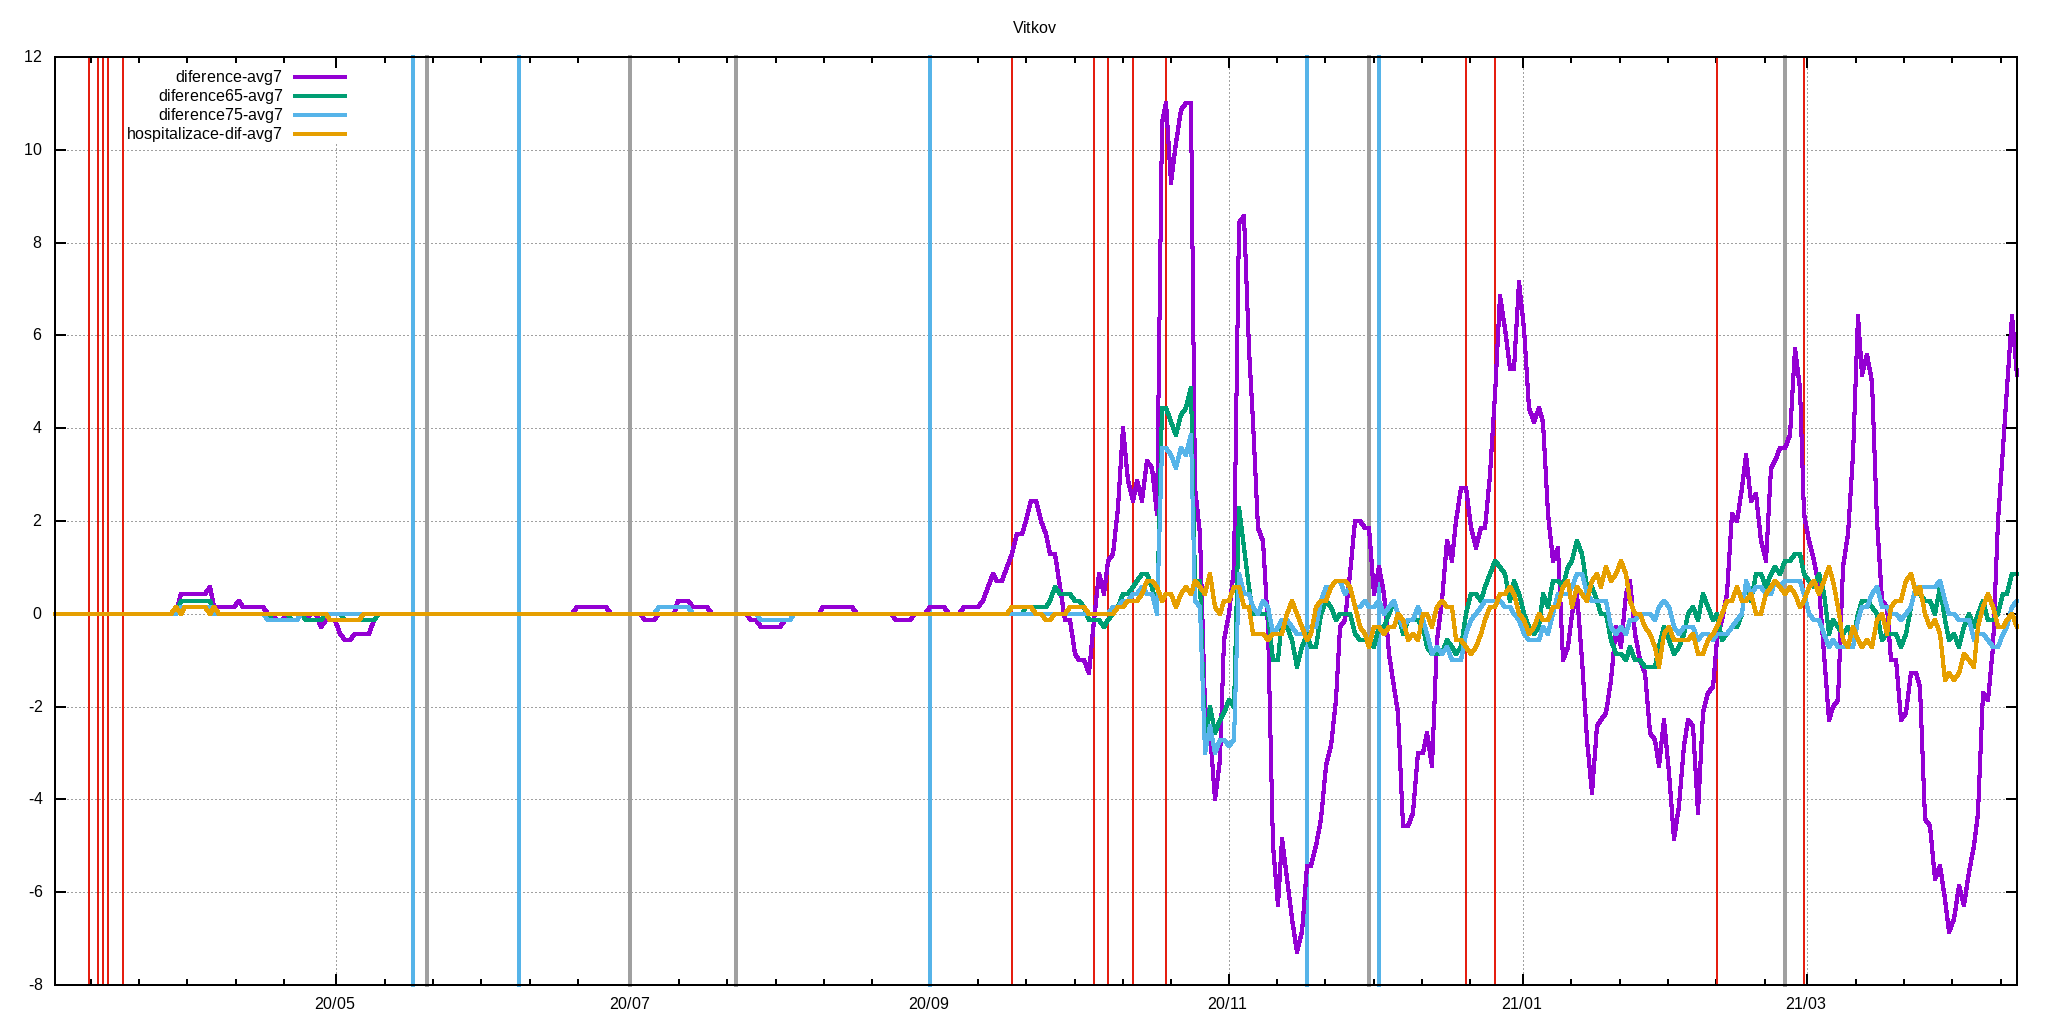 Vitkov
diference-avg7
diference65-avg7
diference75-avg7
hospitalizace-dif-avg7
12
10
8
6
4
2
0
-2
-4
-6
-8
20/05 20/07 20/09 20/11 21/01 21/03